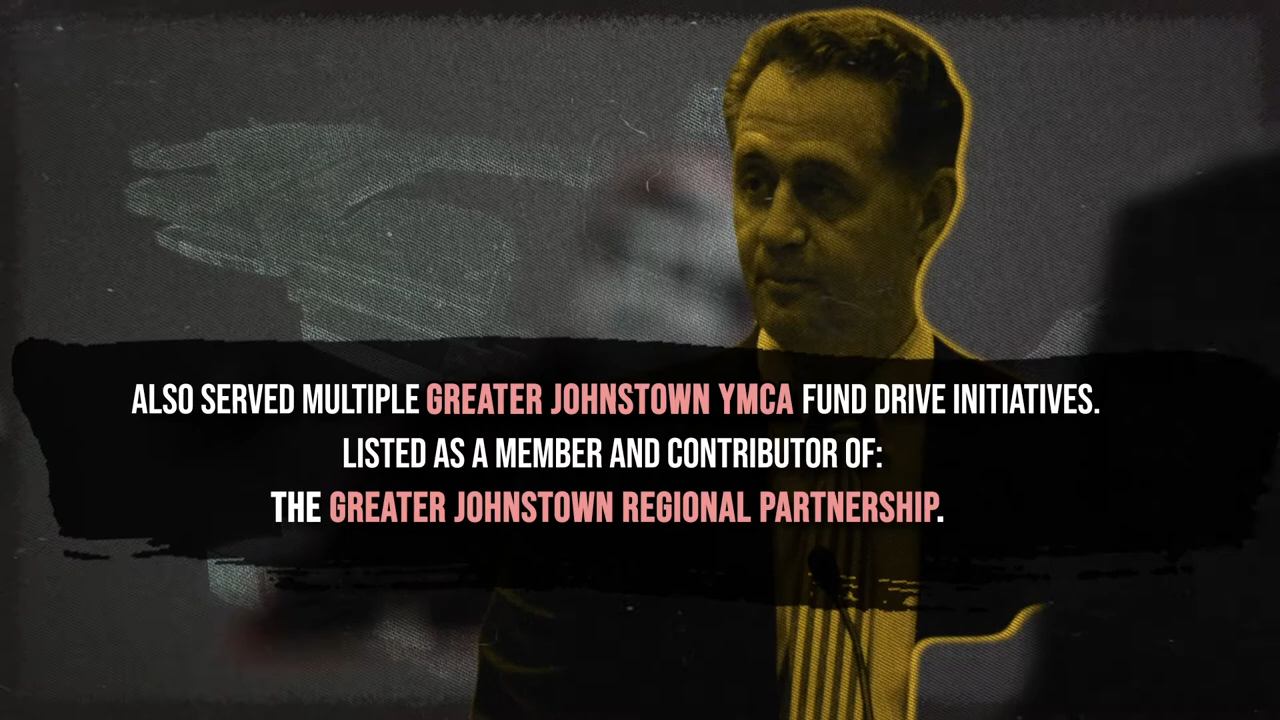 ALSO SERVED MULTIPLE GREATER JOHNSTOWN YMCA FUND DRIVE INITIATIVES.
LISTED AS A MEMBER AND CONTRIBUTOR OF:
THE GREATER JOHNSTOWN REGIONAL PARTNERSHIP.